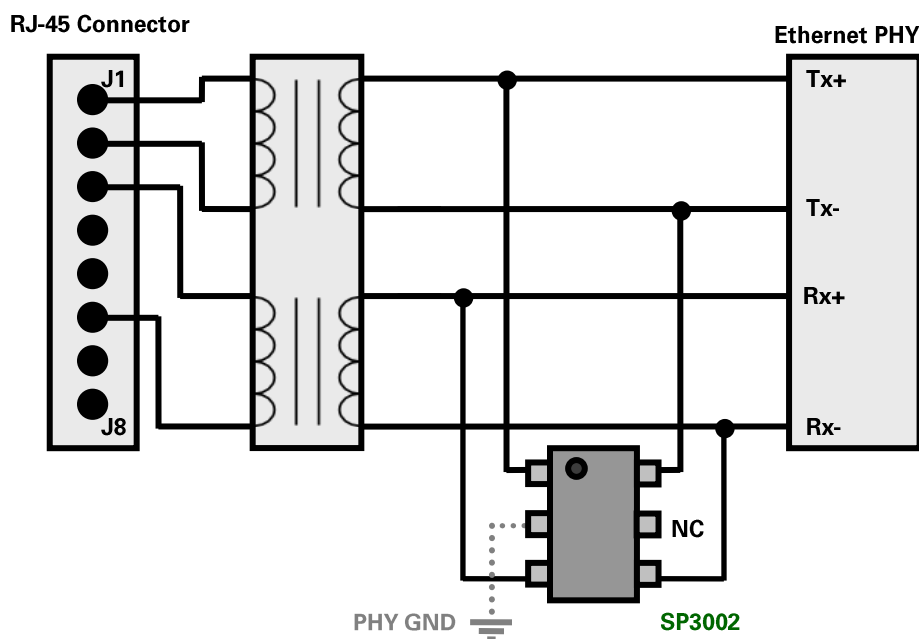 RJ-45 Connector
Ethernet PHY
J1
Tx+
Tx-
Rx+
J8
Rx-
NC
PHY GND
SP3002